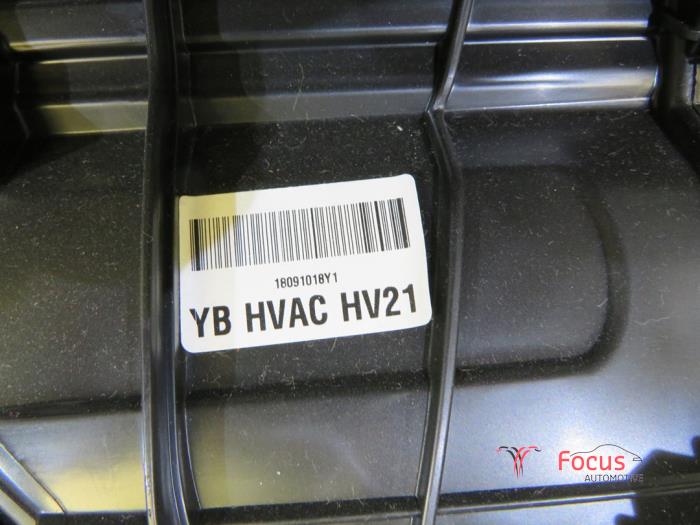 18091018Y1
YB HVAC HV21
Focus
AUTOMOTIVE